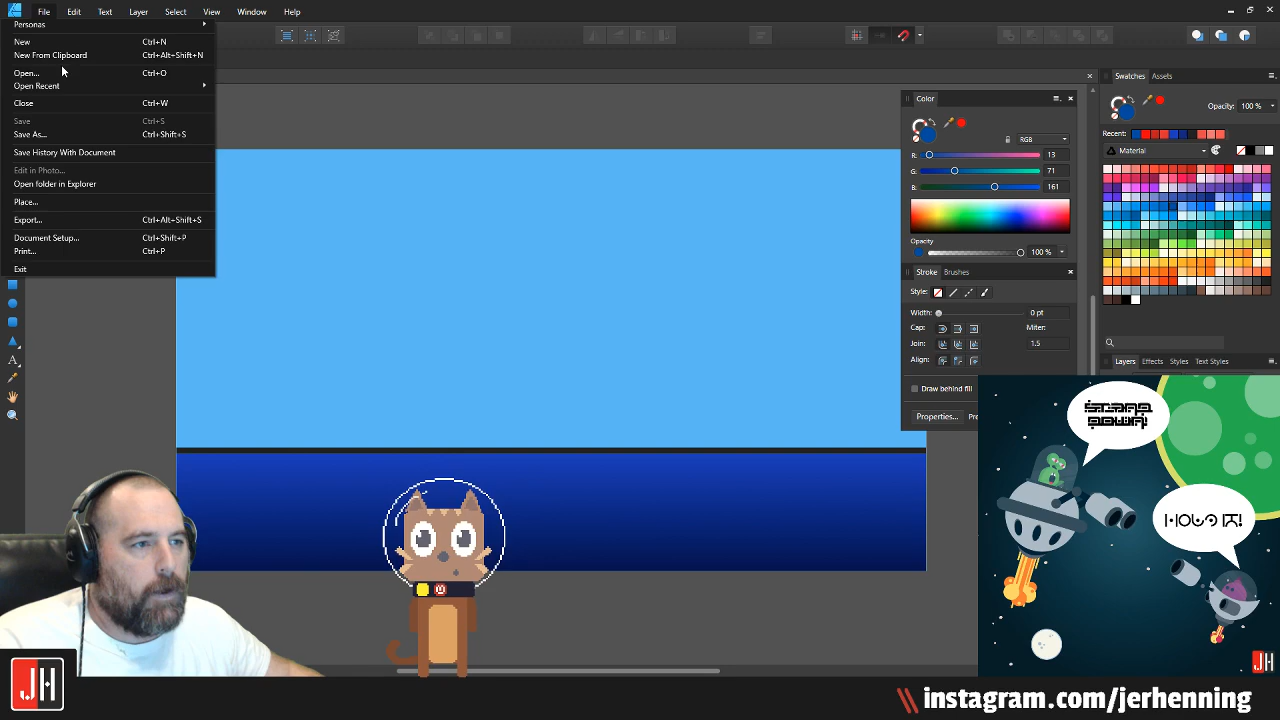 File Edit Text Layer Select View Window Help
Personas
New Ctrl+N
New From Clipboard Ctrl+Alt+Shift+N
Open... Ctrl+O
Open Recent
Close Ctrl+W
Save Ctrl+S
Save As... Ctrl+Shift+S
Save History With Document
Edit in Photo...
Open folder in Explorer
Place...
Export... Ctrl+Alt+Shift+S
Document Setup... Ctrl+Shift+P
Print... Ctrl+P
Exit
A
Color
RGB
R: 13
G: 71
B: 161
Opacity
100 %
Stroke Brushes
Style:
Width: 0 pt
Cap: Miter:
Join: 1.5
Align:
Draw behind fill
Properties...
Swatches Assets
Opacity: 100 %
Recent:
Material
Layers Effects Styles Text Styles
JH
JH
\\ instagram.com/jerhenning